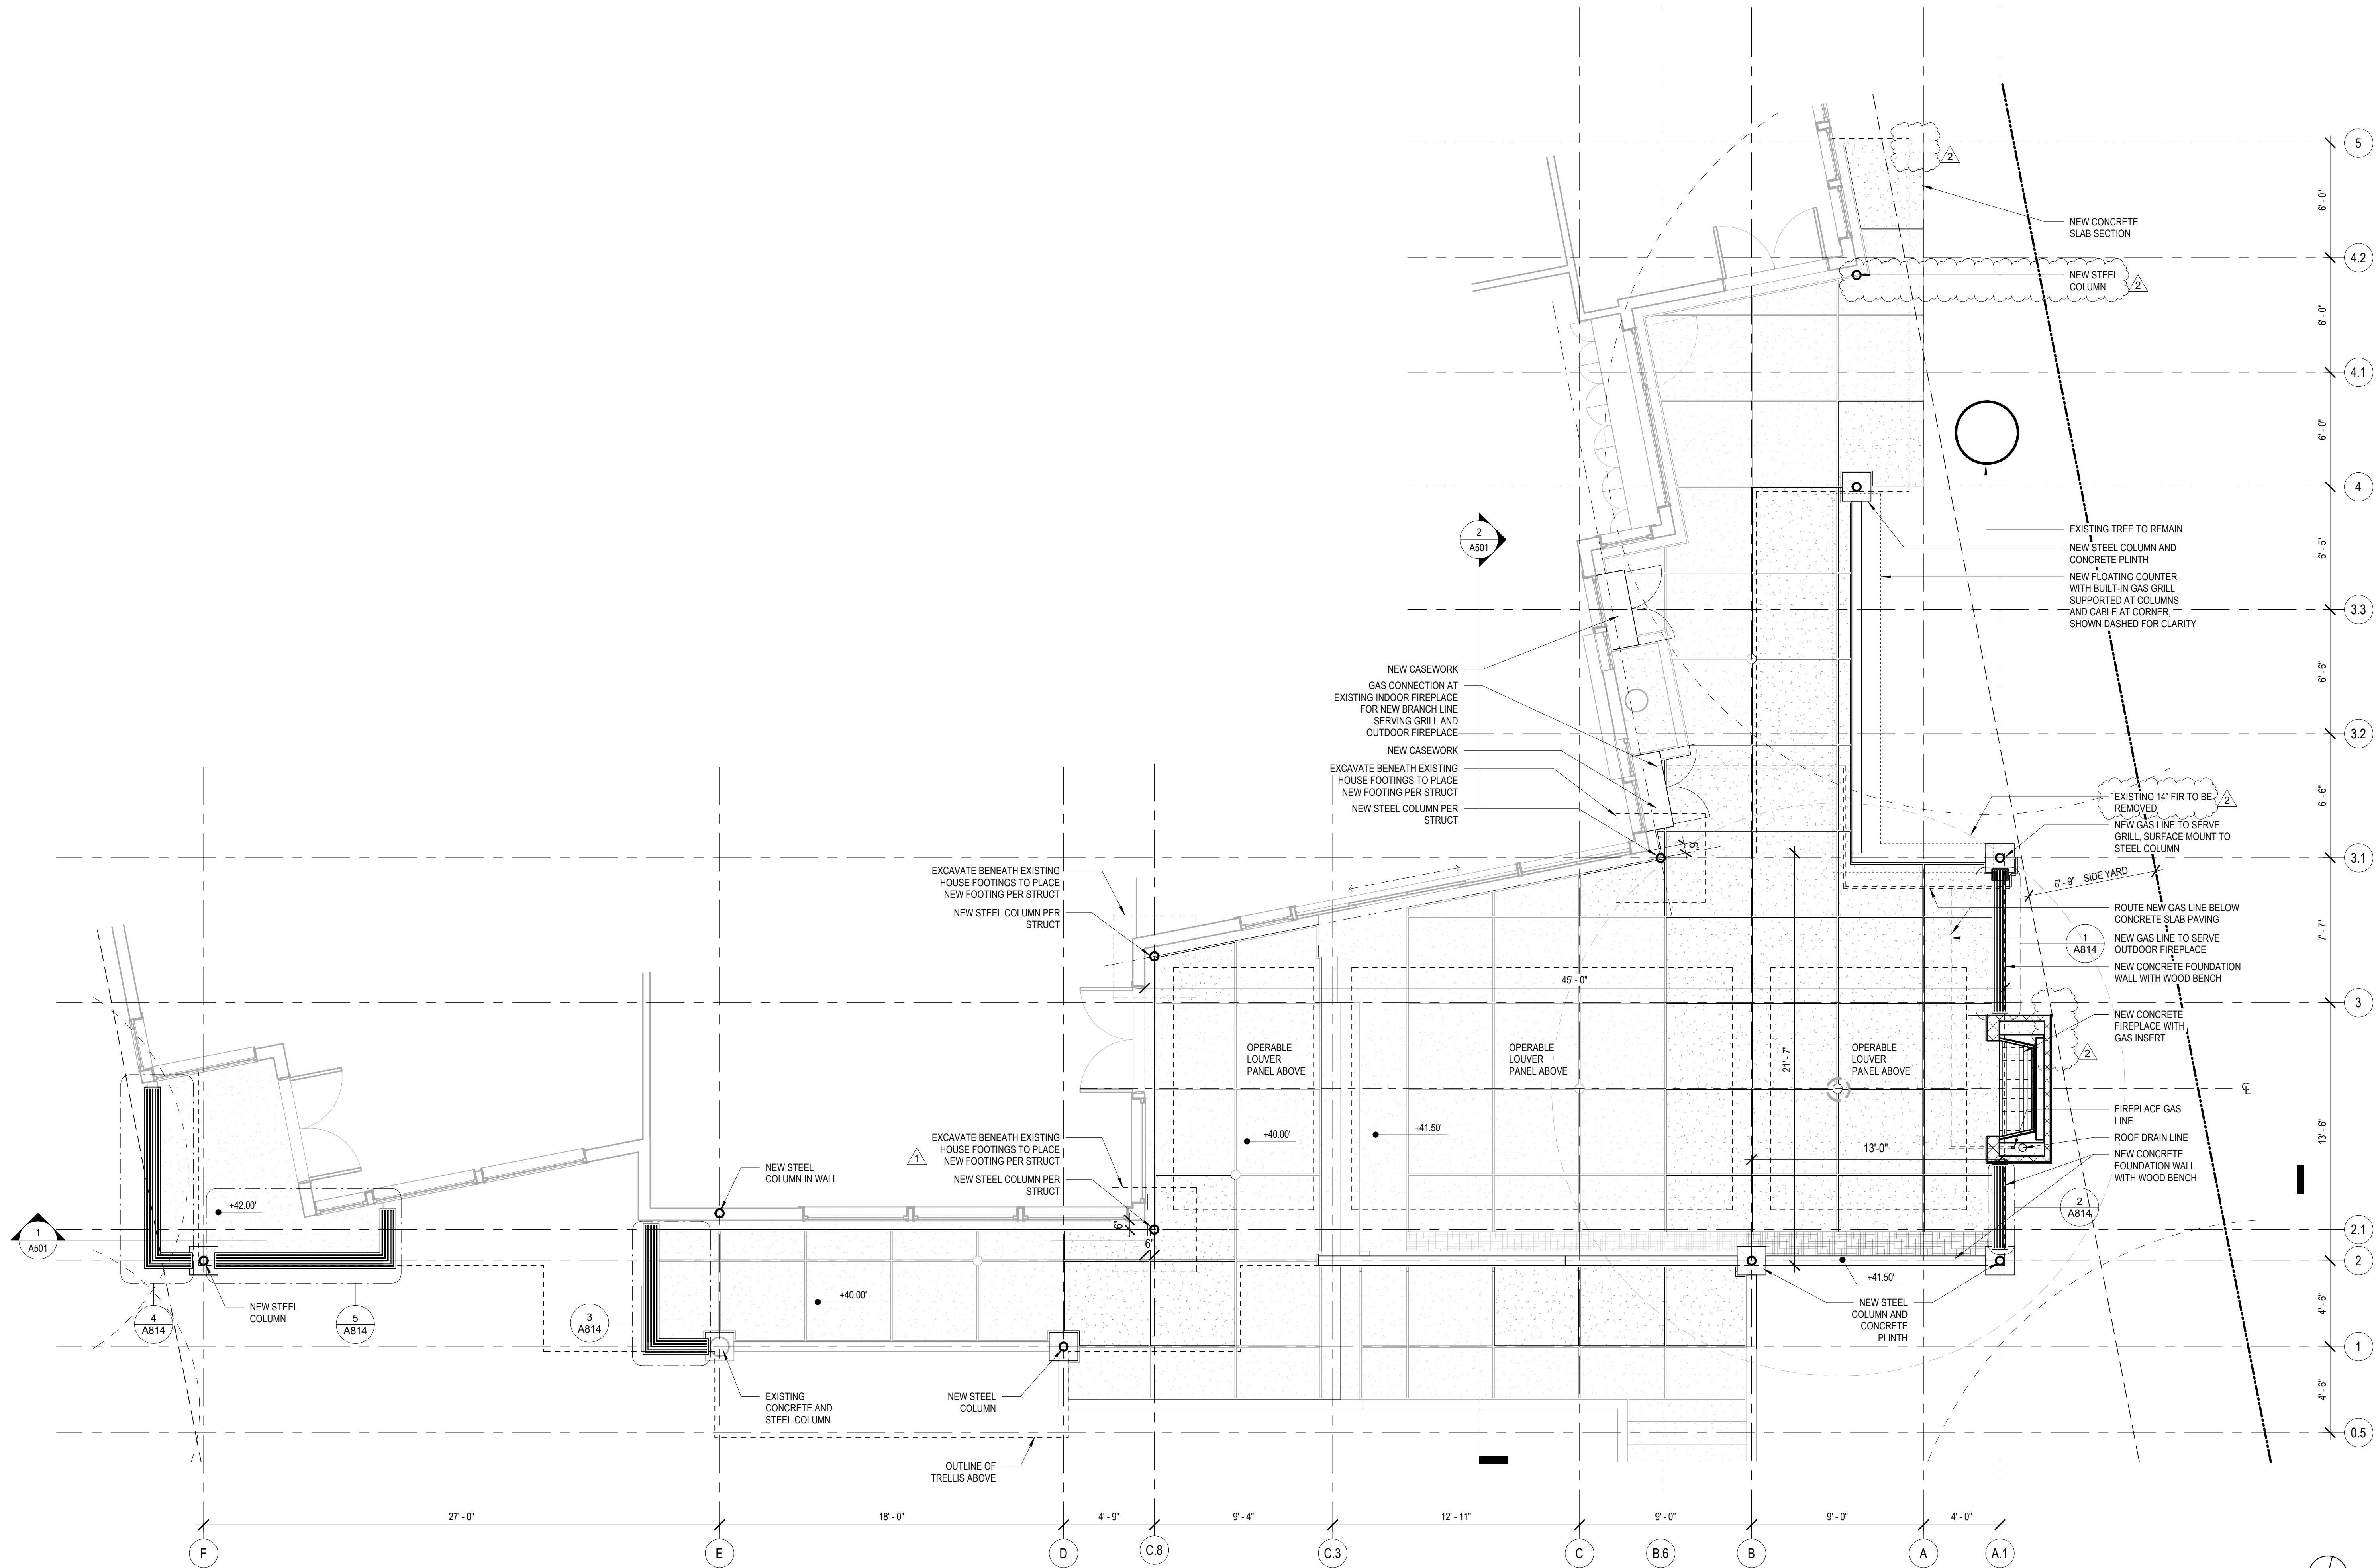 5
2
6' - 0"
NEW CONCRETE
SLAB SECTION
4.2
NEW STEEL
COLUMN
2
6' - 0"
4.1
6' - 0"
4
2
A501
EXISTING TREE TO REMAIN
NEW STEEL COLUMN AND
CONCRETE PLINTH
6' - 5"
NEW FLOATING COUNTER
WITH BUILT-IN GAS GRILL
SUPPORTED AT COLUMNS
AND CABLE AT CORNER,
SHOWN DASHED FOR CLARITY
3.3
NEW CASEWORK
GAS CONNECTION AT
EXISTING INDOOR FIREPLACE
FOR NEW BRANCH LINE
SERVING GRILL AND
OUTDOOR FIREPLACE
6' - 6"
3.2
NEW CASEWORK
EXCAVATE BENEATH EXISTING
HOUSE FOOTINGS TO PLACE
NEW FOOTING PER STRUCT
NEW STEEL COLUMN PER
STRUCT
6' - 6"
EXISTING 14" FIR TO BE
REMOVED
2
NEW GAS LINE TO SERVE
GRILL, SURFACE MOUNT TO
STEEL COLUMN
6"
3.1
EXCAVATE BENEATH EXISTING
HOUSE FOOTINGS TO PLACE
NEW FOOTING PER STRUCT
NEW STEEL COLUMN PER
STRUCT
6' - 9" SIDE YARD
ROUTE NEW GAS LINE BELOW
CONCRETE SLAB PAVING
7' - 7"
1
A814
NEW GAS LINE TO SERVE
OUTDOOR FIREPLACE
NEW CONCRETE FOUNDATION
WALL WITH WOOD BENCH
45' - 0"
3
NEW CONCRETE
FIREPLACE WITH
GAS INSERT
2
OPERABLE
LOUVER
PANEL ABOVE
OPERABLE
LOUVER
PANEL ABOVE
21' - 7"
OPERABLE
LOUVER
PANEL ABOVE
CL
FIREPLACE GAS
LINE
13' - 6"
ROOF DRAIN LINE
NEW CONCRETE
FOUNDATION WALL
WITH WOOD BENCH
EXCAVATE BENEATH EXISTING
HOUSE FOOTINGS TO PLACE
NEW FOOTING PER STRUCT
1
NEW STEEL COLUMN PER
STRUCT
+40.00'
+41.50'
13'-0"
NEW STEEL
COLUMN IN WALL
+42.00'
2
A814
6"
6"
2.1
1
A501
2
+41.50'
+40.00'
NEW STEEL
COLUMN
4
A814
5
A814
3
A814
NEW STEEL
COLUMN AND
CONCRETE
PLINTH
4' - 6"
1
EXISTING
CONCRETE AND
STEEL COLUMN
NEW STEEL
COLUMN
4' - 6"
0.5
OUTLINE OF
TRELLIS ABOVE
27' - 0"
18' - 0"
4' - 9"
9' - 4"
12' - 11"
9' - 0"
9' - 0"
4' - 0"
F
E
D
C.8
C.3
C
B.6
B
A
A.1